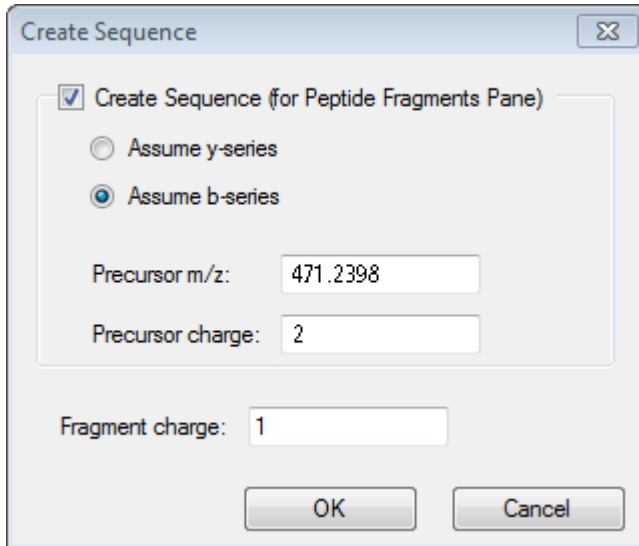 Create Sequence
Create Sequence (for Peptide Fragments Pane)
Assume y-series
Assume b-series
Precursor m/z: 471.2398
Precursor charge: 2
Fragment charge: 1
OK Cancel